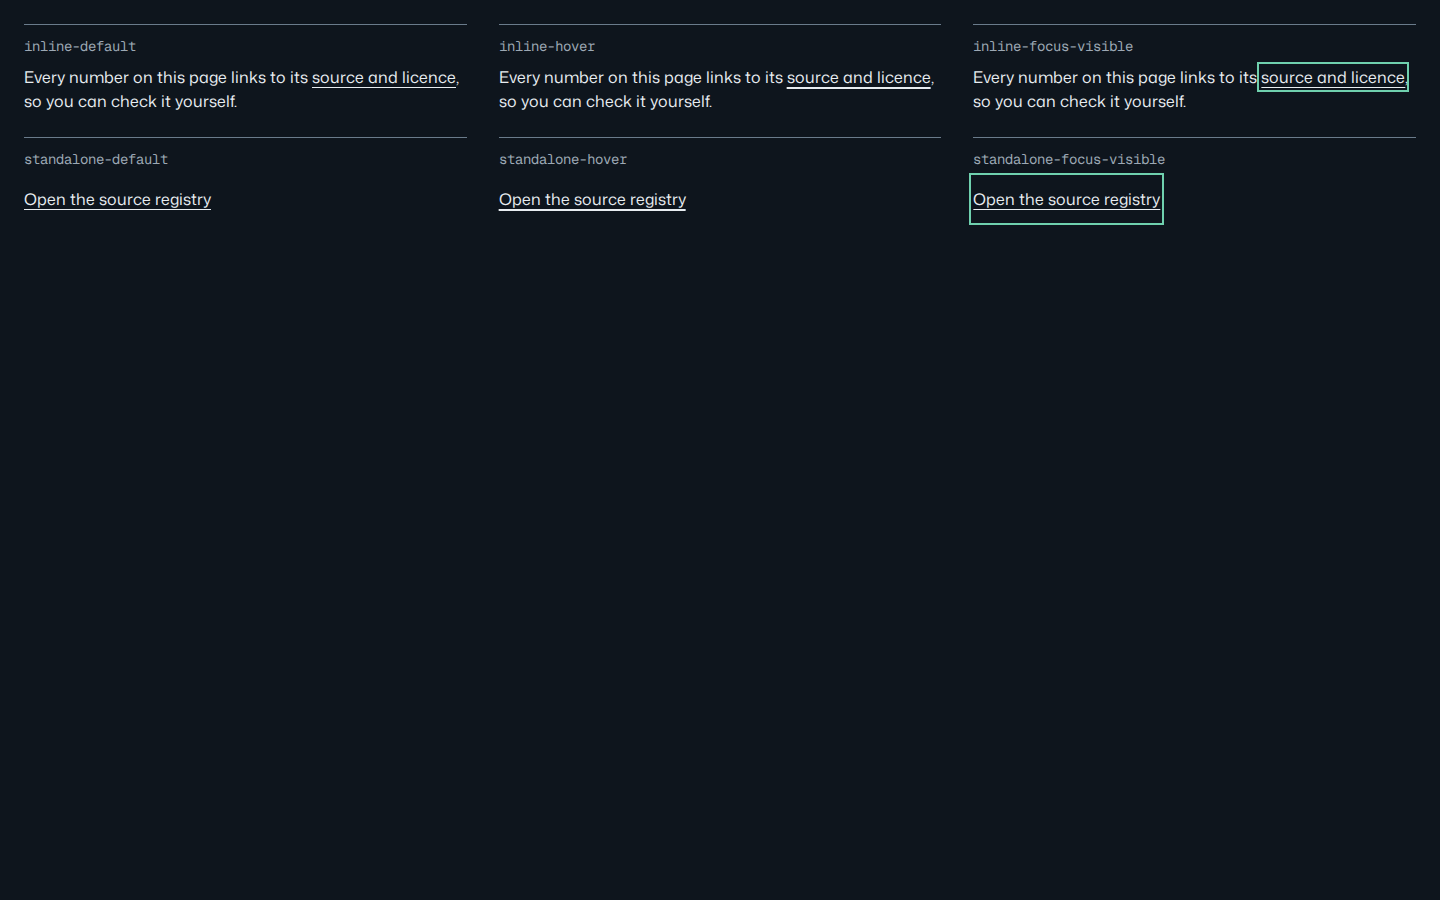 inline-default
Every number on this page links to its source and licence,
so you can check it yourself.
inline-hover
Every number on this page links to its source and licence,
so you can check it yourself.
inline-focus-visible
Every number on this page links to its source and licence,
so you can check it yourself.
standalone-default
Open the source registry
standalone-hover
Open the source registry
standalone-focus-visible
Open the source registry